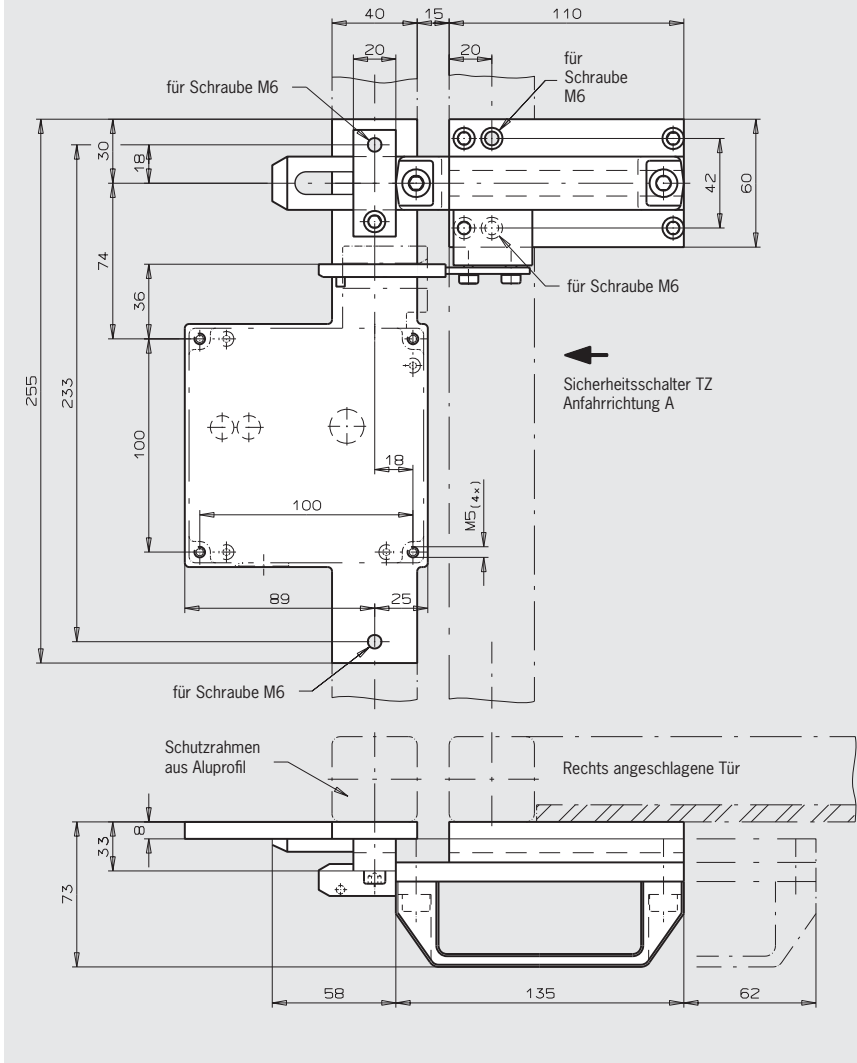 40
15
110
20
20
für Schraube M6
für
Schraube
M6
30
18
42
60
74
für Schraube M6
36
255
233
Sicherheitsschalter TZ
Anfahrrichtung A
100
18
100
M5 (4x)
89
25
für Schraube M6
Schutzrahmen
aus Aluprofil
Rechts angeschlagene Tür
8
33
73
58
135
62